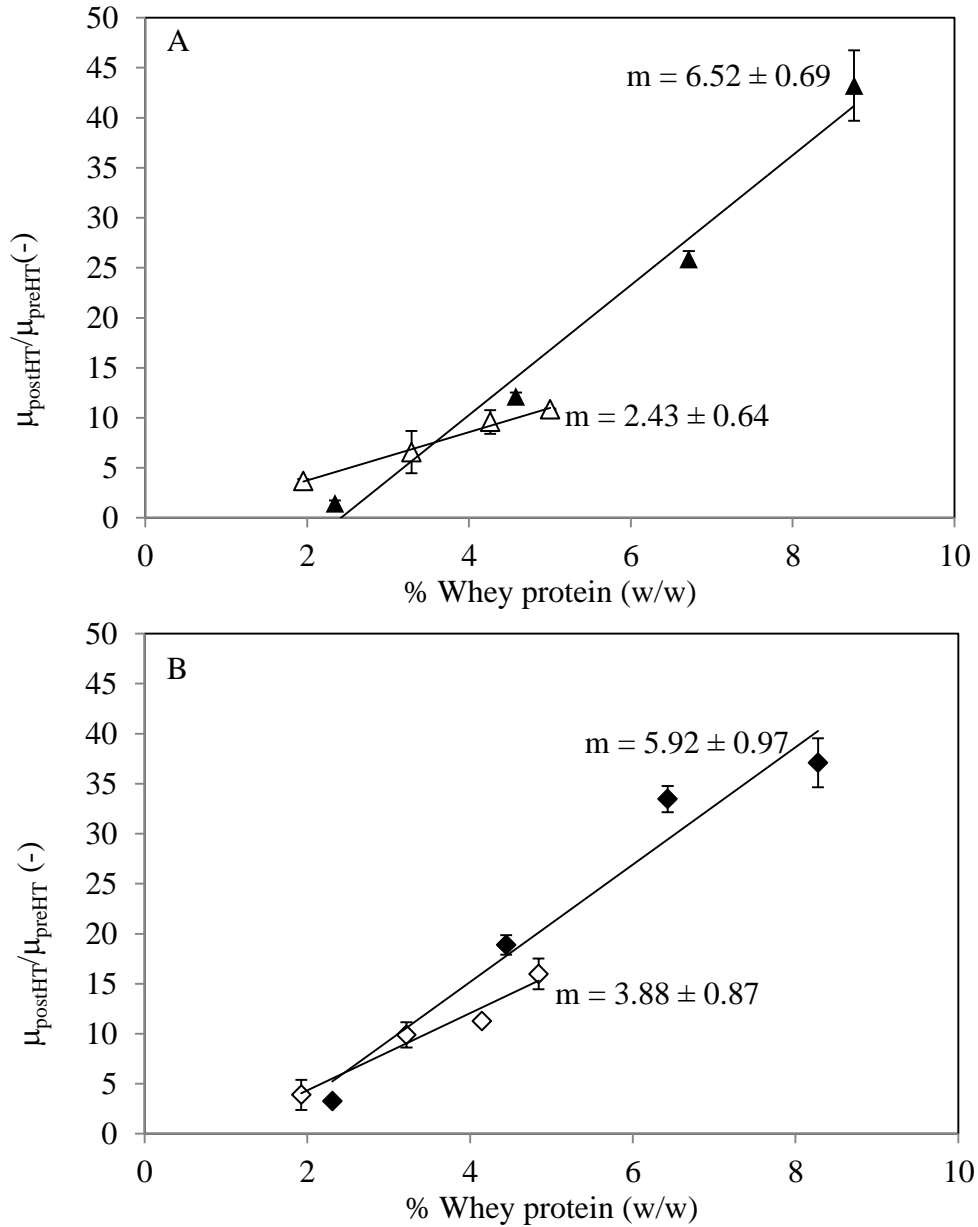 50
A
45
m = 6.52 ± 0.69
40
35
30
25
20
15
10
m = 2.43 ± 0.64
5
0
0 2 4 6 8 10
μpostHT/μpreHT(-)
% Whey protein (w/w)
50
B
45
40
m = 5.92 ± 0.97
35
30
25
20
15
m = 3.88 ± 0.87
10
5
0
0 2 4 6 8 10
μpostHT/μpreHT (-)
% Whey protein (w/w)